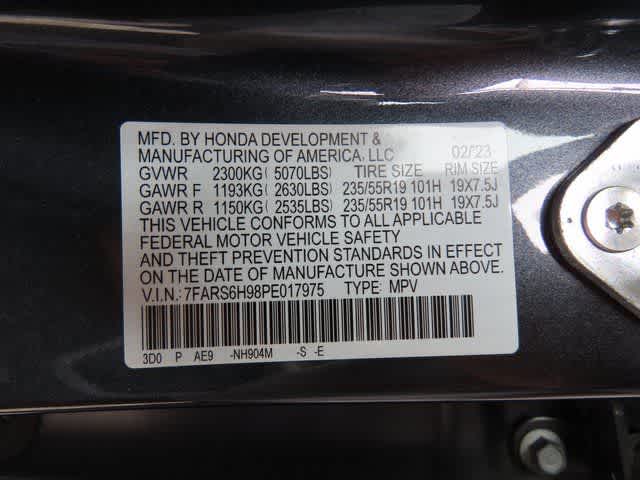 MFD. BY HONDA DEVELOPMENT &
MANUFACTURING OF AMERICA, LLC 02/23
GVWR 2300KG ( 5070LBS) TIRE SIZE RIM SIZE
GAWR F 1193KG ( 2630LBS) 235/55R19 101H 19X7.5J
GAWR R 1150KG ( 2535LBS) 235/55R19 101H 19X7.5J
THIS VEHICLE CONFORMS TO ALL APPLICABLE
FEDERAL MOTOR VEHICLE SAFETY
AND THEFT PREVENTION STANDARDS IN EFFECT
ON THE DATE OF MANUFACTURE SHOWN ABOVE.
V.I.N.: 7FARS6H98PE017975 TYPE: MPV
3D0 P AE9 -NH904M -S -E